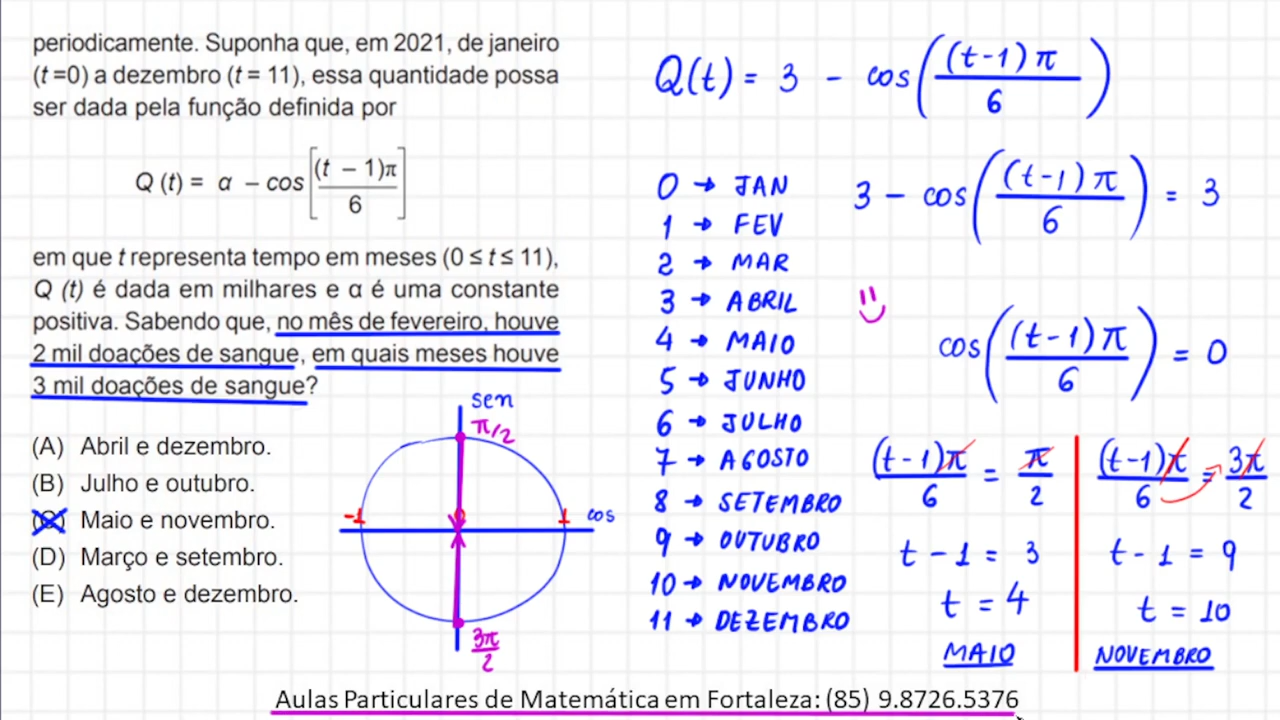 periodicamente. Suponha que, em 2021, de janeiro
(t =0) a dezembro (t = 11), essa quantidade possa
ser dada pela função definida por
Q (t) = α - cos[(t - 1)π / 6]
em que t representa tempo em meses (0 ≤ t ≤ 11),
Q (t) é dada em milhares e α é uma constante
positiva. Sabendo que, no mês de fevereiro, houve
2 mil doações de sangue, em quais meses houve
3 mil doações de sangue?
(A) Abril e dezembro.
(B) Julho e outubro.
(C) Maio e novembro.
(D) Março e setembro.
(E) Agosto e dezembro.
sen
π/2
-1 0 1 cos
3π/2
Q(t) = 3 - cos((t-1)π / 6)
0 → JAN
1 → FEV
2 → MAR
3 → ABRIL
4 → MAIO
5 → JUNHO
6 → JULHO
7 → AGOSTO
8 → SETEMBRO
9 → OUTUBRO
10 → NOVEMBRO
11 → DEZEMBRO
3 - cos((t-1)π / 6) = 3
cos((t-1)π / 6) = 0
(t-1)π / 6 = π / 2
t - 1 = 3
t = 4
MAIO
(t-1)π / 6 = 3π / 2
t - 1 = 9
t = 10
NOVEMBRO
Aulas Particulares de Matemática em Fortaleza: (85) 9.8726.5376